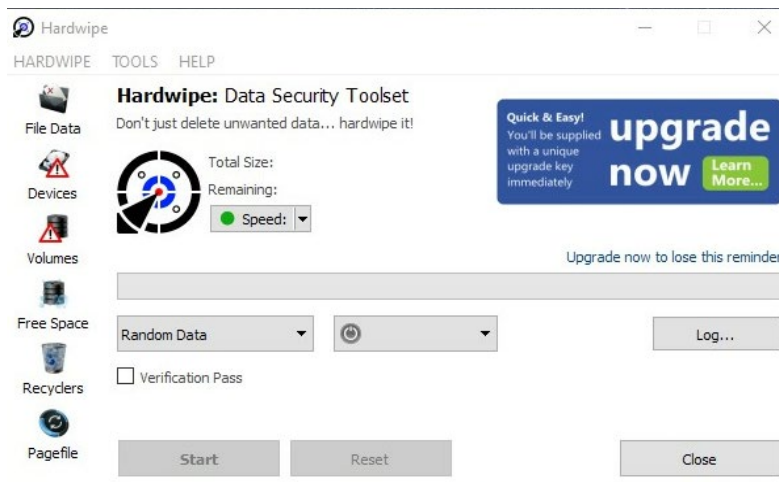 Hardwipe
HARDWIPE TOOLS HELP
File Data
Devices
Volumes
Free Space
Recyclers
Pagefile
Hardwipe: Data Security Toolset
Don't just delete unwanted data... hardwipe it!
Total Size:
Remaining:
Speed:
Quick & Easy!
You'll be supplied
with a unique
upgrade key
immediately
upgrade
now
Learn
More...
Upgrade now to lose this reminder
Random Data
Log...
Verification Pass
Start
Reset
Close